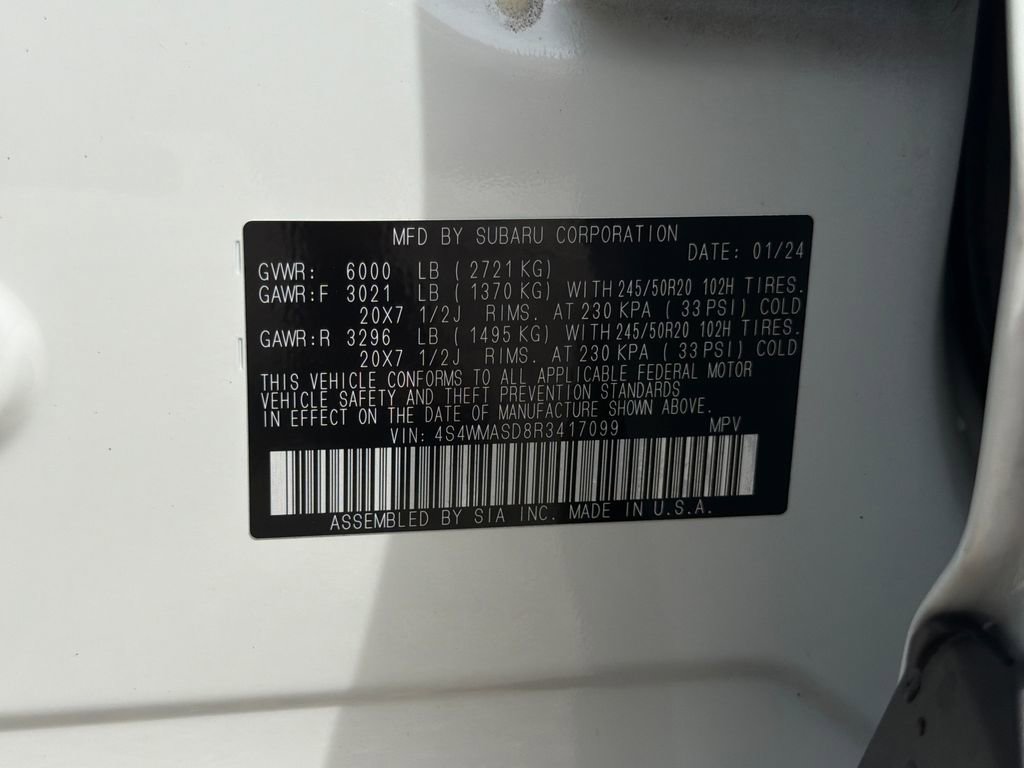 MFD BY SUBARU CORPORATION
DATE: 01/24
GVWR: 6000 LB (2721 KG)
GAWR:F 3021 LB (1370 KG) WITH 245/50R20 102H TIRES.
20X7 1/2J RIMS. AT 230 KPA (33 PSI) COLD
GAWR:R 3296 LB (1495 KG) WITH 245/50R20 102H TIRES.
20X7 1/2J RIMS. AT 230 KPA (33 PSI) COLD
THIS VEHICLE CONFORMS TO ALL APPLICABLE FEDERAL MOTOR
VEHICLE SAFETY AND THEFT PREVENTION STANDARDS
IN EFFECT ON THE DATE OF MANUFACTURE SHOWN ABOVE.
VIN: 4S4WMASD8R3417099 MPV
ASSEMBLED BY SIA INC. MADE IN U.S.A.